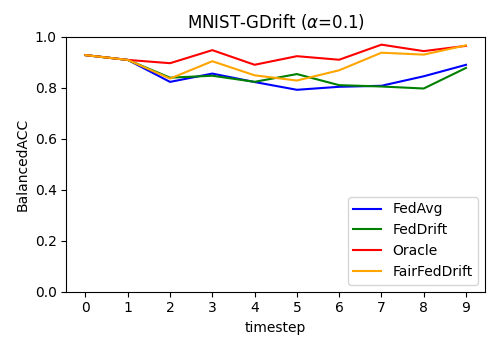 MNIST-GDrift (α=0.1)
BalancedACC
1.0
0.8
0.6
0.4
0.2
0.0
FedAvg
FedDrift
Oracle
FairFedDrift
0 1 2 3 4 5 6 7 8 9
timestep